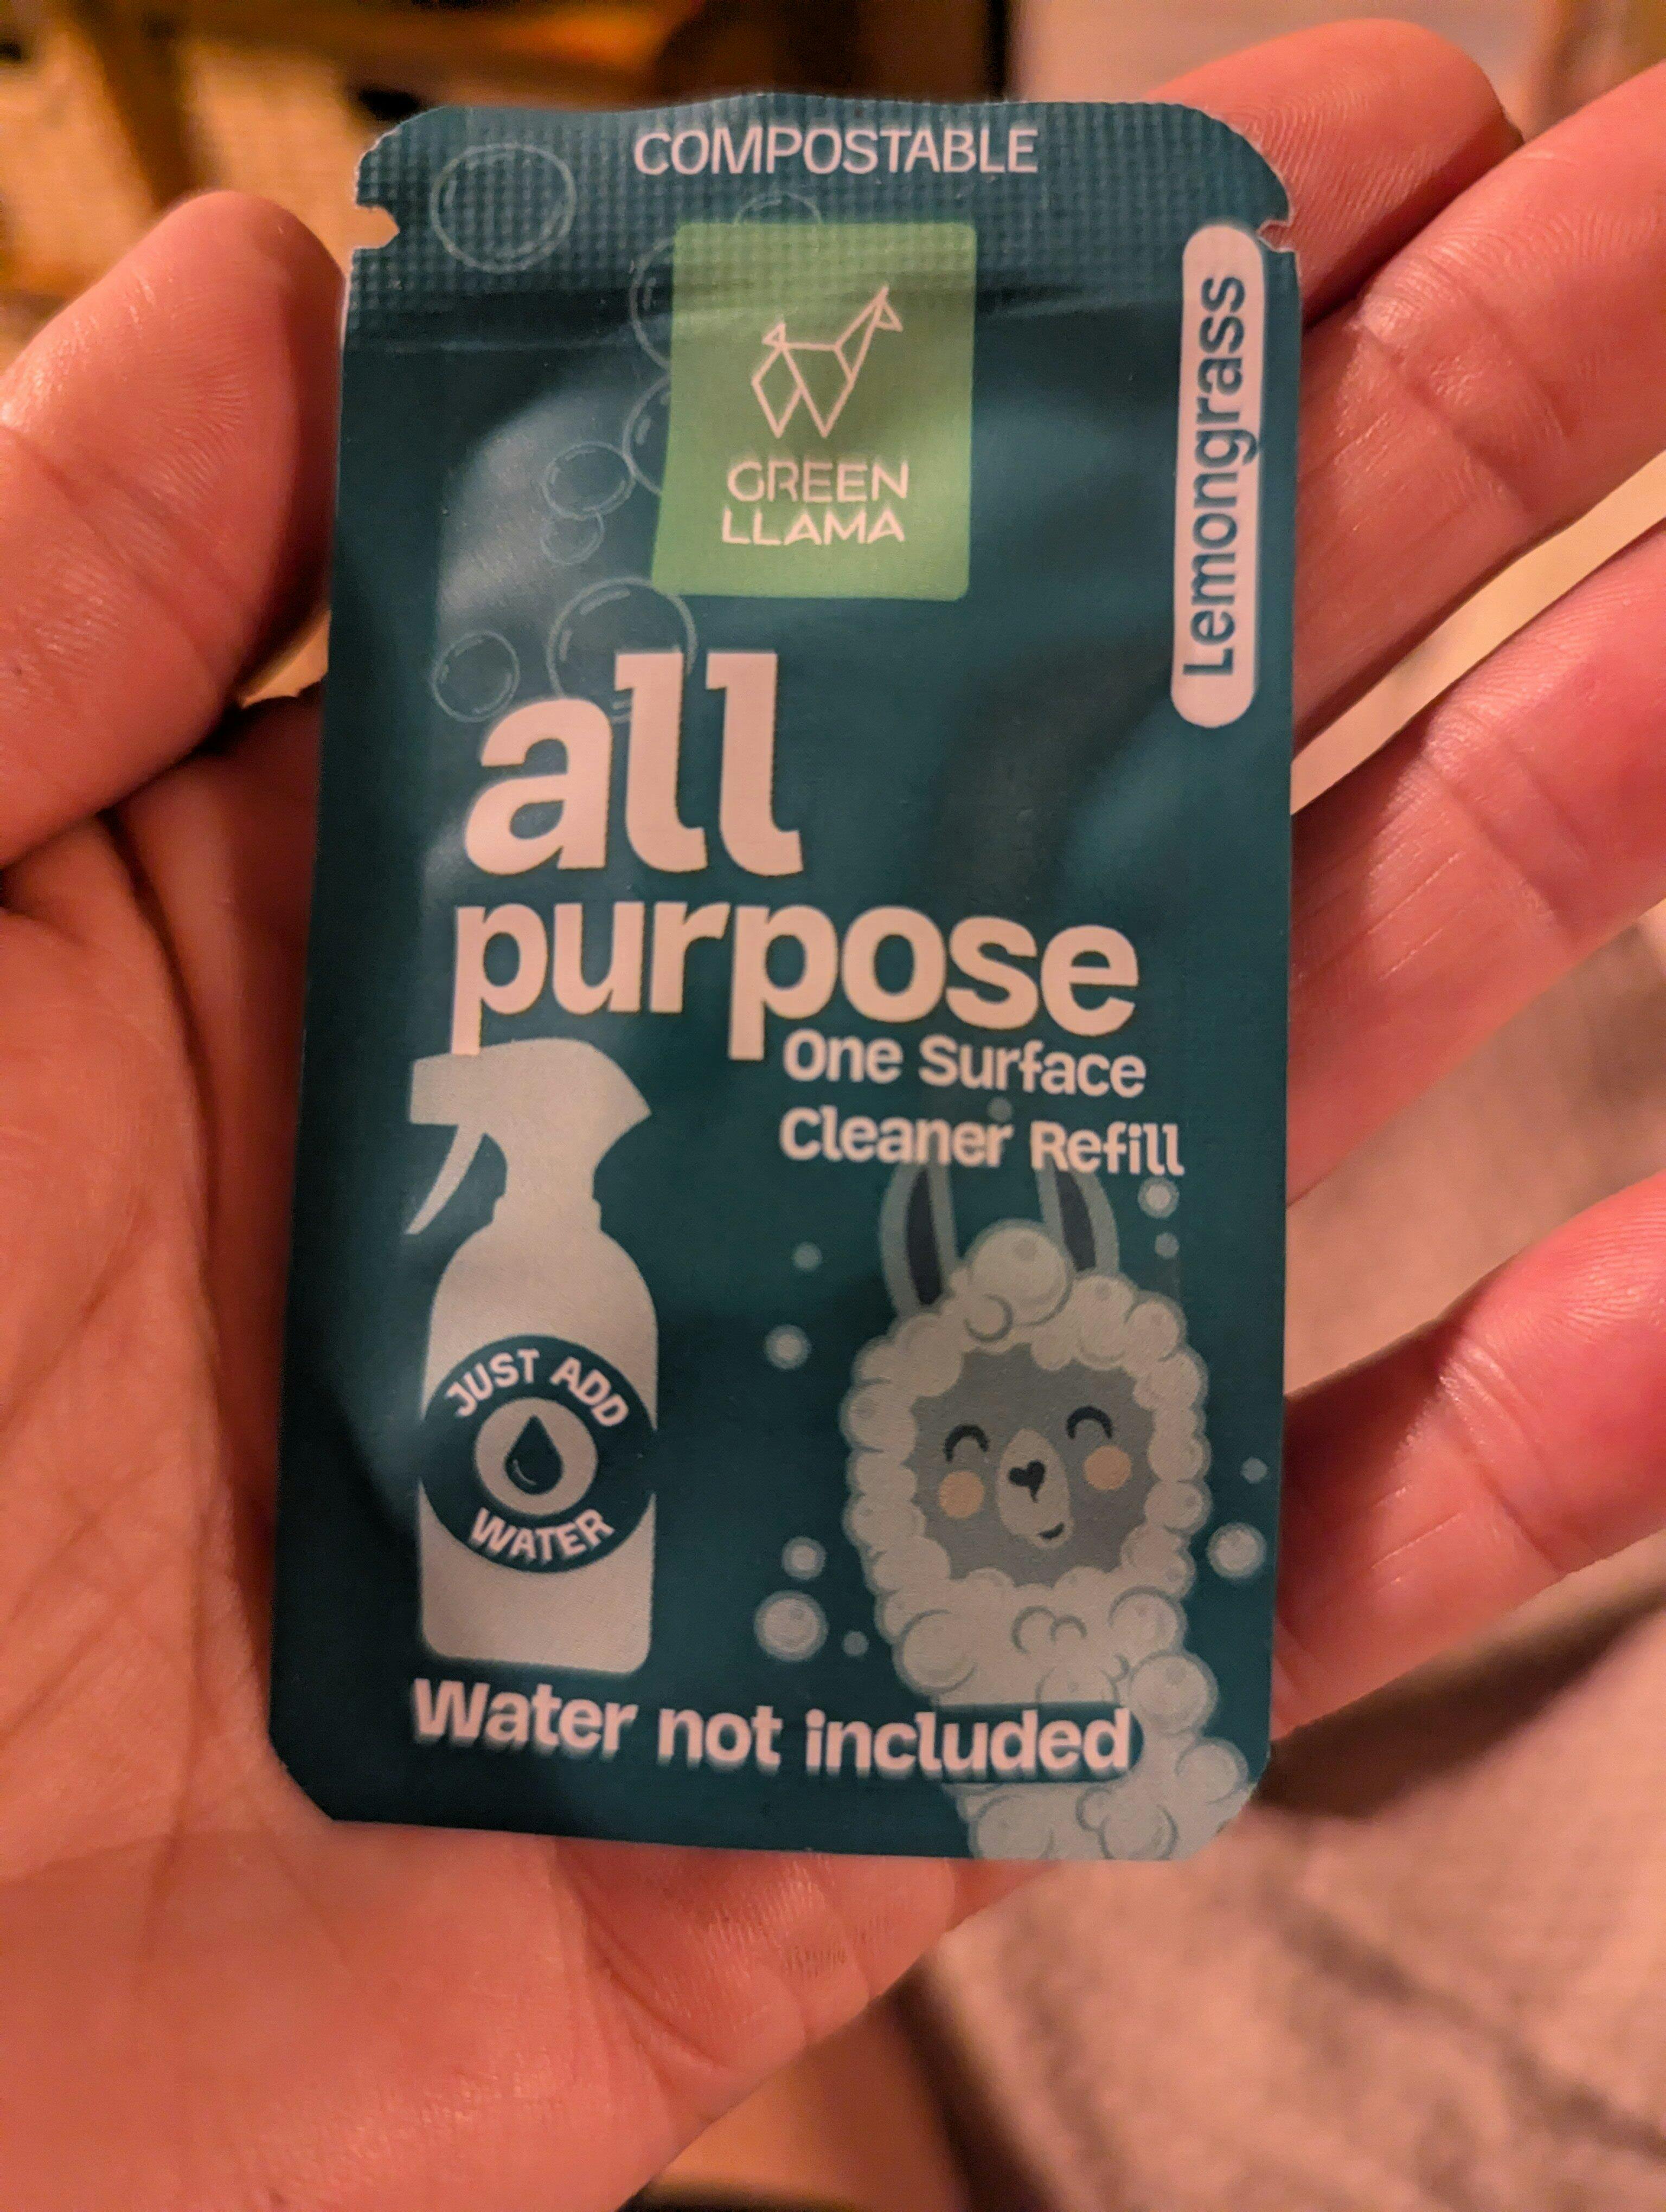 COMPOSTABLE
GREEN
LLAMA
Lemongrass
all
purpose
One Surface
Cleaner Refill
JUST ADD
WATER
Water not included